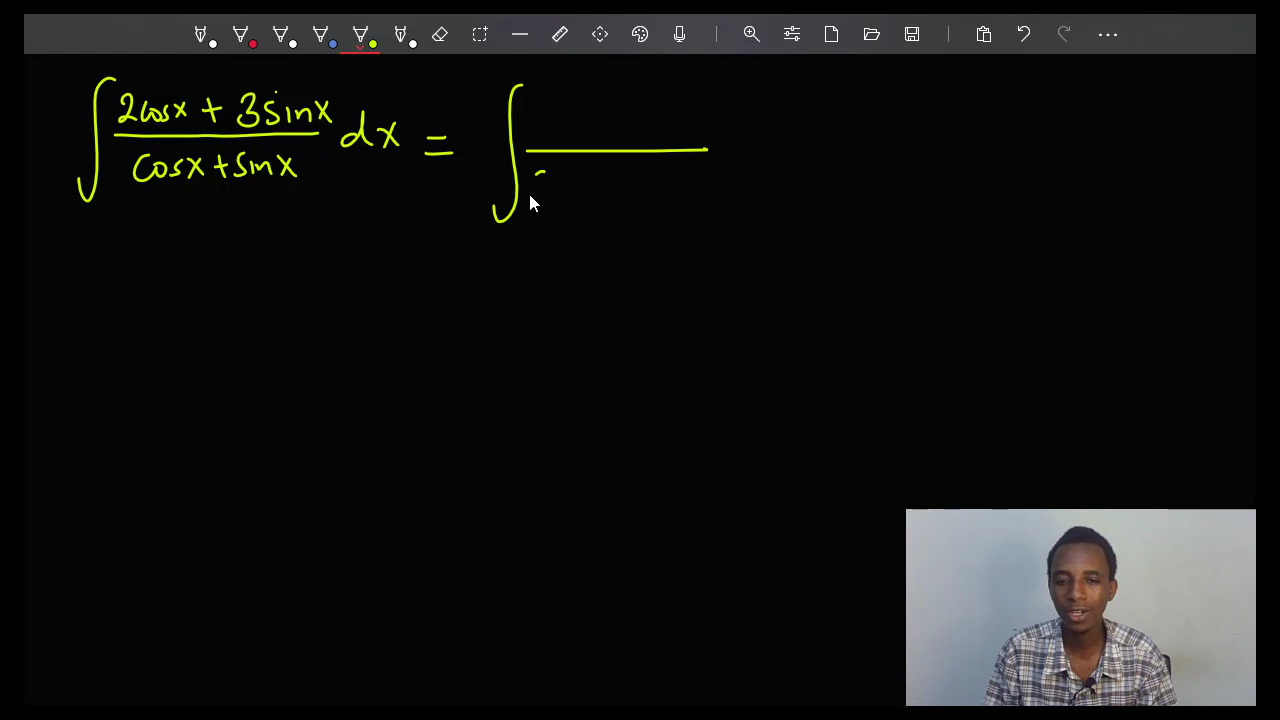 ∫ (2cosx + 3sinx)/(cosx + sinx) dx = ∫